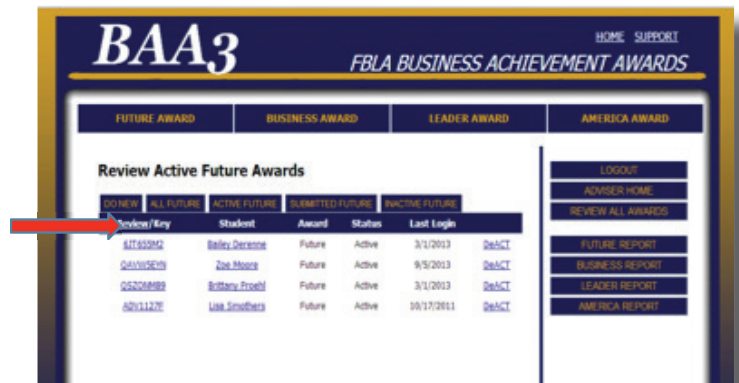 BAA3
HOME SUPPORT
FBLA BUSINESS ACHIEVEMENT AWARDS
FUTURE AWARD BUSINESS AWARD LEADER AWARD AMERICA AWARD
Review Active Future Awards
DO NEW ALL FUTURE ACTIVE FUTURE SUBMITTED FUTURE INACTIVE FUTURE
Review/Key Student Award Status Last Login
6JT655M2 Bailey Derenne Future Active 3/1/2013 DeACT
Zoe Moore Future Active 9/5/2013 DeACT
Brittany Froehl Future Active 3/1/2013 DeACT
ADV1127F Lisa Smothers Future Active 10/17/2011 DeACT
LOGOUT
ADVISER HOME
REVIEW ALL AWARDS
FUTURE REPORT
BUSINESS REPORT
LEADER REPORT
AMERICA REPORT